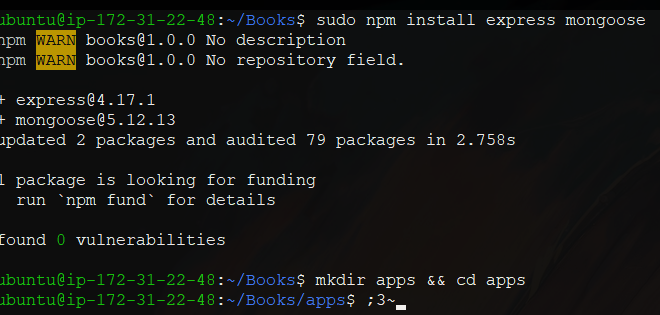 ubuntu@ip-172-31-22-48:~/Books$ sudo npm install express mongoose
npm WARN books@1.0.0 No description
npm WARN books@1.0.0 No repository field.
+ express@4.17.1
+ mongoose@5.12.13
updated 2 packages and audited 79 packages in 2.758s
1 package is looking for funding
run `npm fund` for details
found 0 vulnerabilities
ubuntu@ip-172-31-22-48:~/Books$ mkdir apps && cd apps
ubuntu@ip-172-31-22-48:~/Books/apps$ ;3~